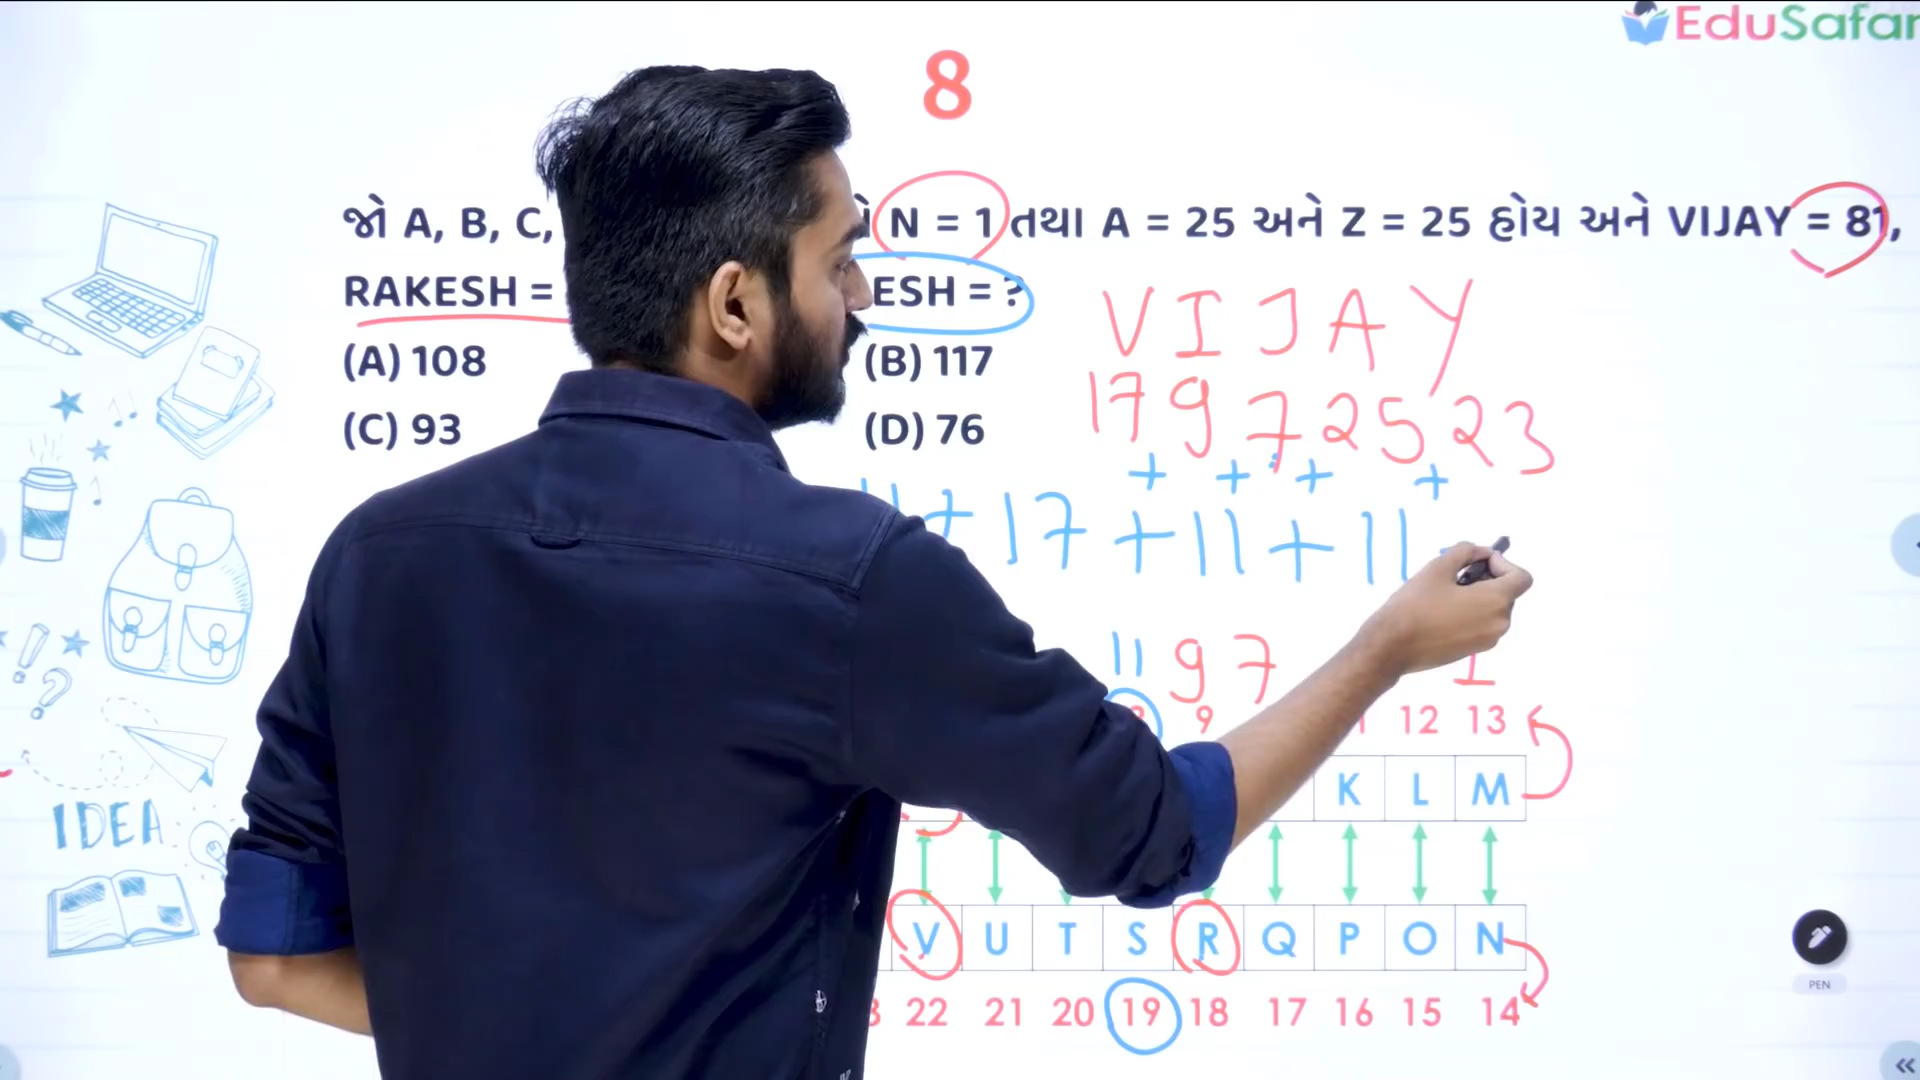 EduSafar
8
જો A, B, C, N = 1 તથા A = 25 અને Z = 25 હોય અને VIJAY = 81,
RAKESH = ESH = ?
(A) 108 (B) 117
(C) 93 (D) 76
V I J A Y
17 9 7 25 23
+ + + +
+ 17 + 11 + 11
11 9 7 1
9 12 13
K L M
V U T S R Q P O N
22 21 20 19 18 17 16 15 14
IDEA
PEN